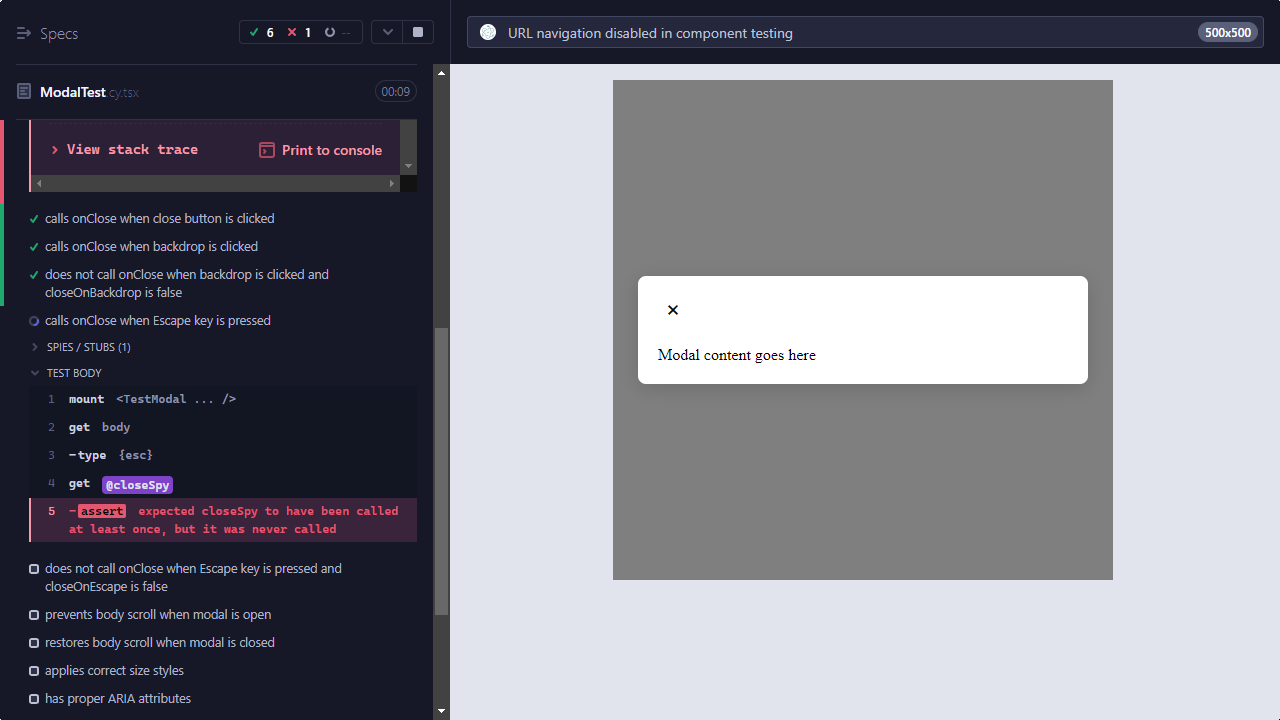 Specs
6 1 --
URL navigation disabled in component testing
500x500
ModalTest.cy.tsx
00:09
View stack trace
Print to console
calls onClose when close button is clicked
calls onClose when backdrop is clicked
does not call onClose when backdrop is clicked and
closeOnBackdrop is false
calls onClose when Escape key is pressed
SPIES / STUBS (1)
TEST BODY
1 mount <TestModal ... />
2 get body
3 -type {esc}
4 get @closeSpy
5 -assert expected closeSpy to have been called
at least once, but it was never called
does not call onClose when Escape key is pressed and
closeOnEscape is false
prevents body scroll when modal is open
restores body scroll when modal is closed
applies correct size styles
has proper ARIA attributes
×
Modal content goes here